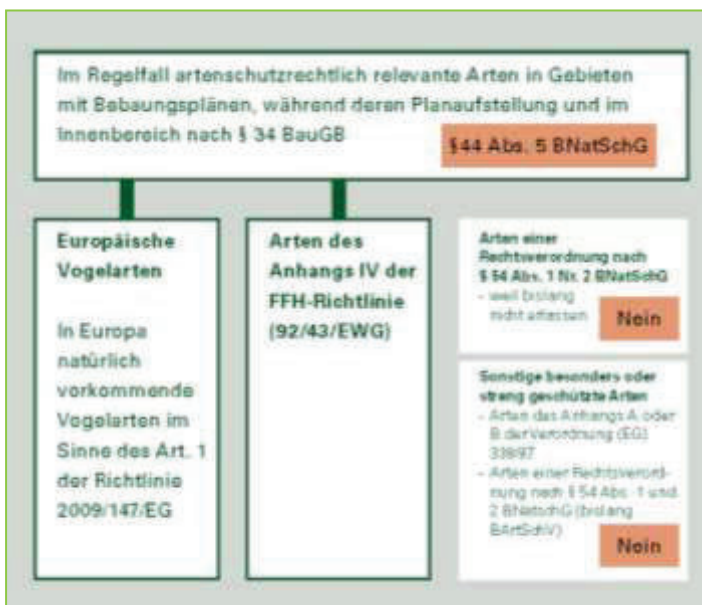 Im Regelfall artenschutzrechtlich relevante Arten in Gebieten
mit Bebaungsplänen, während deren Planaufstellung und im
Innenbereich nach § 34 BauGB
§44 Abs. 5 BNatSchG
Europäische
Vogelarten
In Europa
natürlich
vorkommende
Vogelarten im
Sinne des Art. 1
der Richtlinie
2009/147/EG
Arten des
Anhangs IV der
FFH-Richtlinie
(92/43/EWG)
Arten einer
Rechtsverordnung nach
§ 54 Abs. 1 Nr. 2 BNatSchG
- weil bislang
nicht erlassen
Nein
Sonstige besonders oder
streng geschützte Arten
- Arten des Anhangs A oder
B der Verordnung (EG)
338/97
- Arten einer Rechtsverord-
nung nach § 54 Abs. 1 und
2 BNatschG (bislang
BArtSchV)
Nein